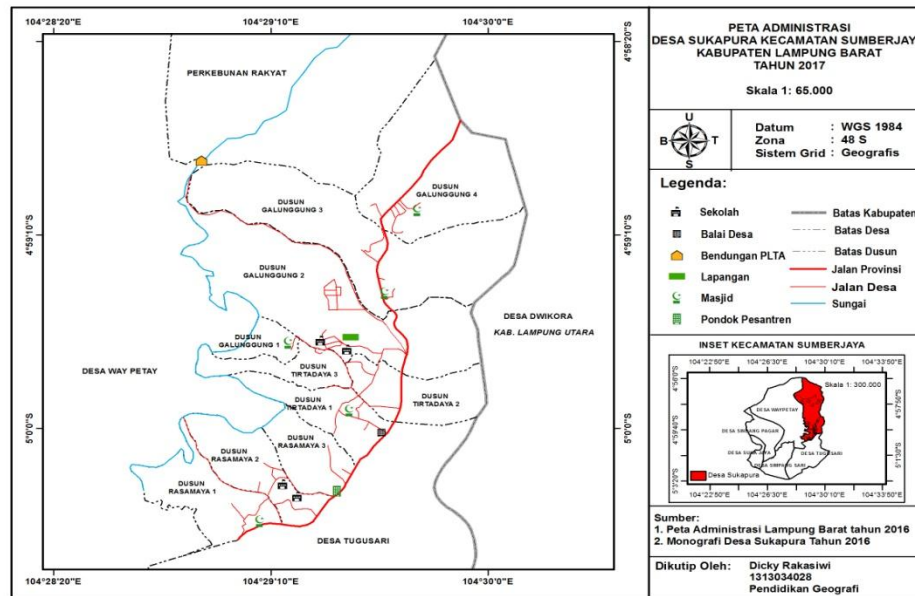 104°28'20"E
104°29'10"E
104°30'0"E
4°58'20"S
PERKEBUNAN RAKYAT
DUSUN
GALUNGGUNG 4
DUSUN
GALUNGGUNG 3
4°59'10"S
4°59'10"S
DUSUN
GALUNGGUNG 2
DESA DWIKORA
KAB. LAMPUNG UTARA
DUSUN
GALUNGGUNG 1
DESA WAY PETAY
DUSUN
TIRTADAYA 3
DUSUN
TIRTADAYA 1
DUSUN
TIRTADAYA 2
5°0'0"S
5°0'0"S
DUSUN
RASAMAYA 3
DUSUN
RASAMAYA 2
DUSUN
RASAMAYA 1
DESA TUGUSARI
104°28'20"E
104°29'10"E
104°30'0"E
PETA ADMINISTRASI
DESA SUKAPURA KECAMATAN SUMBERJAYA
KABUPATEN LAMPUNG BARAT
TAHUN 2017
Skala 1: 65.000
U
B
T
S
Datum : WGS 1984
Zona : 48 S
Sistem Grid : Geografis
Legenda:
Sekolah
Balai Desa
Bendungan PLTA
Lapangan
Masjid
Pondok Pesantren
Batas Kabupaten
Batas Desa
Batas Dusun
Jalan Provinsi
Jalan Desa
Sungai
INSET KECAMATAN SUMBERJAYA
104°22'50"E
104°26'40"E
104°30'10"E
104°33'50"E
Skala 1: 300.000
DESA WAYPETAY
DESA SIMPANG SARI
DESA TUGUSARI
Desa Sukapura
104°22'50"E
104°26'40"E
104°30'10"E
104°33'50"E
Sumber:
1. Peta Administrasi Lampung Barat tahun 2016
2. Monografi Desa Sukapura Tahun 2016
Dikutip Oleh: Dicky Rakasiwi
1313034028
Pendidikan Geografi